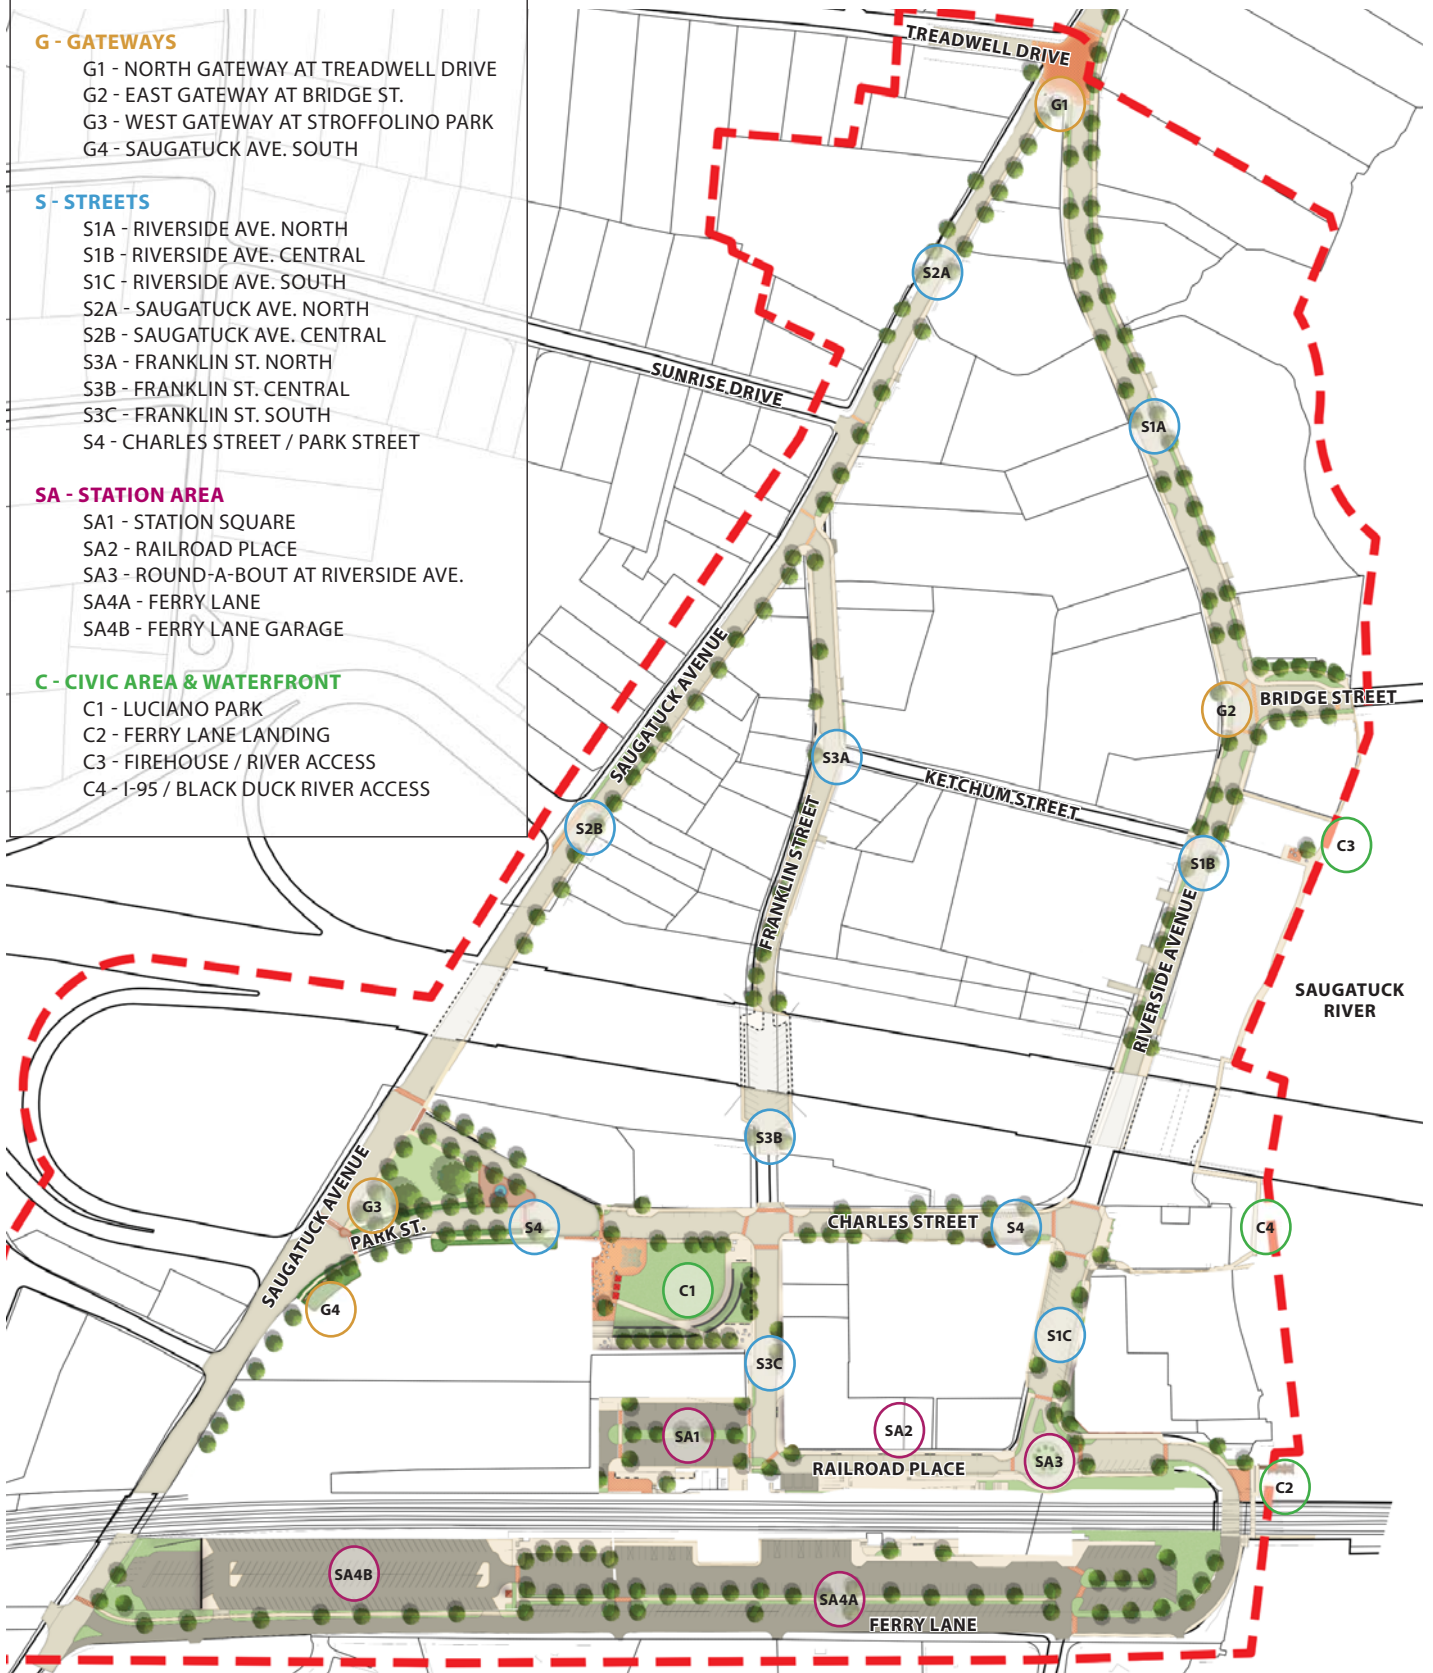 G - GATEWAYS
G1 - NORTH GATEWAY AT TREADWELL DRIVE
G2 - EAST GATEWAY AT BRIDGE ST.
G3 - WEST GATEWAY AT STROFFOLINO PARK
G4 - SAUGATUCK AVE. SOUTH
S - STREETS
S1A - RIVERSIDE AVE. NORTH
S1B - RIVERSIDE AVE. CENTRAL
S1C - RIVERSIDE AVE. SOUTH
S2A - SAUGATUCK AVE. NORTH
S2B - SAUGATUCK AVE. CENTRAL
S3A - FRANKLIN ST. NORTH
S3B - FRANKLIN ST. CENTRAL
S3C - FRANKLIN ST. SOUTH
S4 - CHARLES STREET / PARK STREET
SA - STATION AREA
SA1 - STATION SQUARE
SA2 - RAILROAD PLACE
SA3 - ROUND-A-BOUT AT RIVERSIDE AVE.
SA4A - FERRY LANE
SA4B - FERRY LANE GARAGE
C - CIVIC AREA & WATERFRONT
C1 - LUCIANO PARK
C2 - FERRY LANE LANDING
C3 - FIREHOUSE / RIVER ACCESS
C4 - I-95 / BLACK DUCK RIVER ACCESS
TREADWELL DRIVE
G1
S2A
SUNRISE DRIVE
S1A
SAUGATUCK AVENUE
BRIDGE STREET
G2
S3A
KETCHUM STREET
S2B
C3
S1B
FRANKLIN STREET
RIVERSIDE AVENUE
SAUGATUCK
RIVER
S3B
SAUGATUCK AVENUE
G3
PARK ST.
S4
CHARLES STREET
S4
C4
C1
G4
S1C
S3C
SA1
SA2
SA3
RAILROAD PLACE
C2
SA4B
SA4A
FERRY LANE